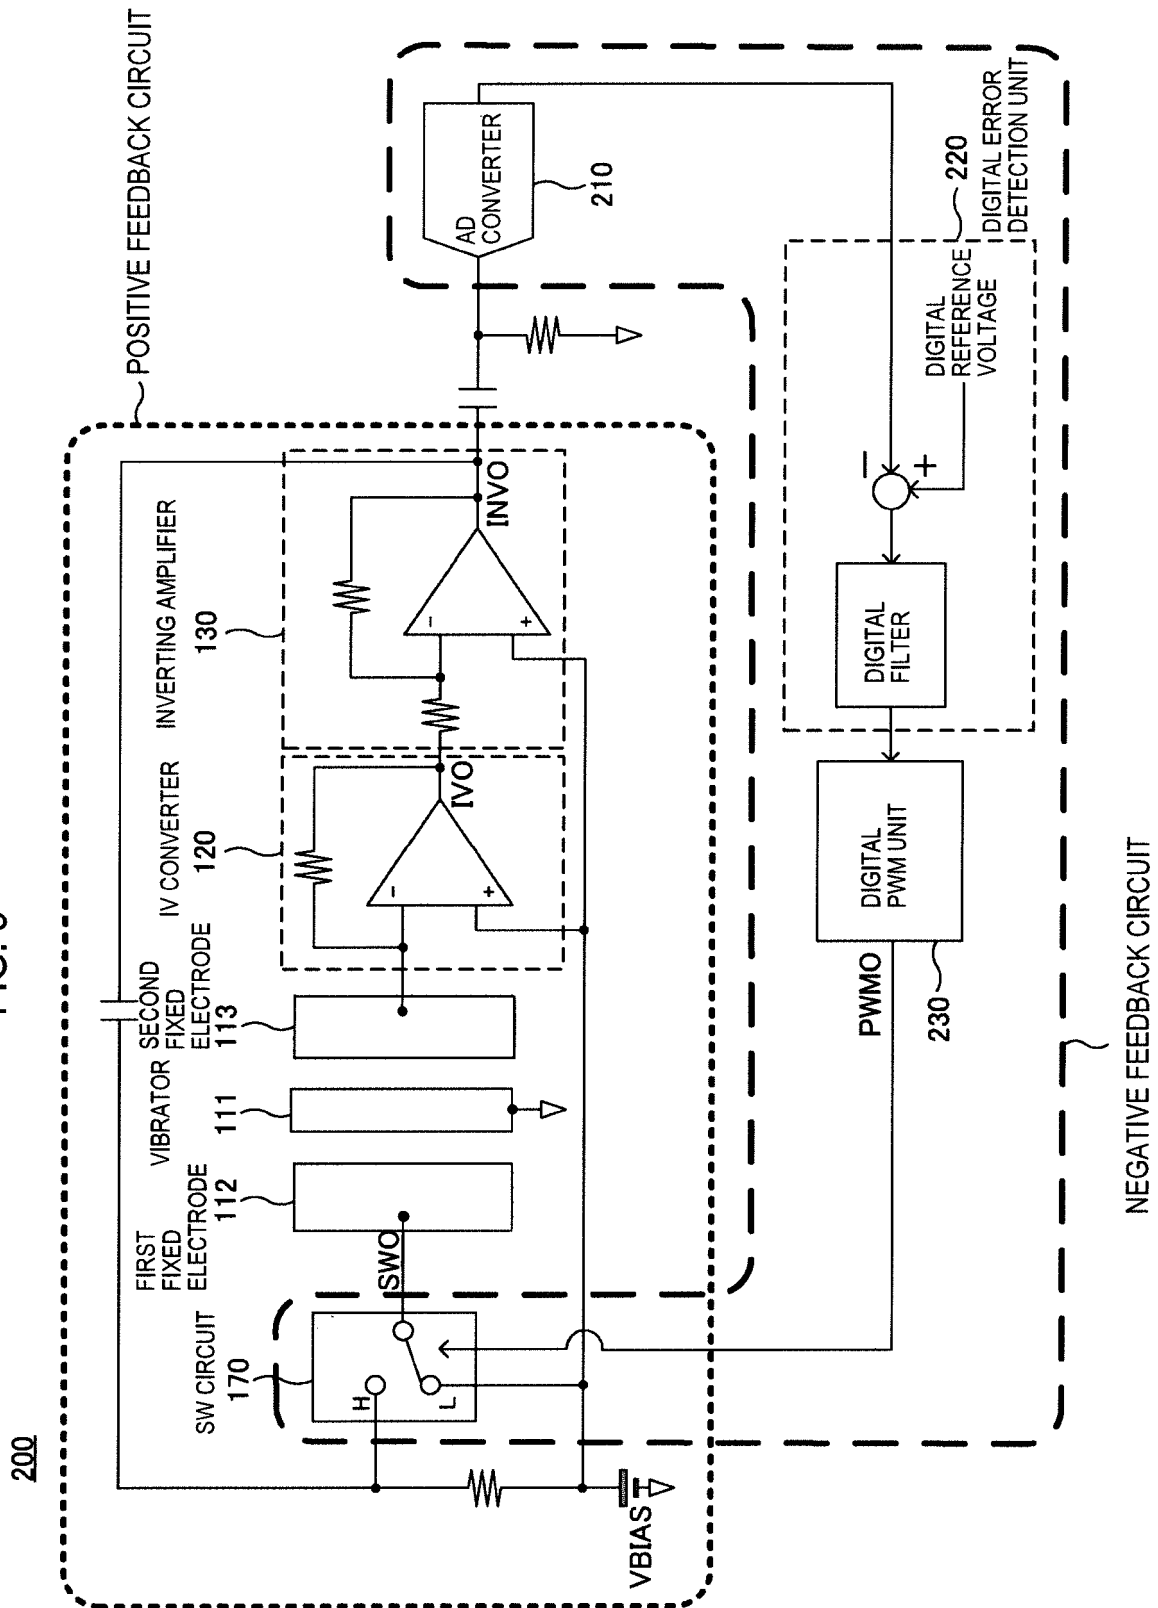 200
POSITIVE FEEDBACK CIRCUIT
SW CIRCUIT
170
H
L
SWO
FIRST
FIXED
ELECTRODE
112
VIBRATOR
111
SECOND
FIXED
ELECTRODE
113
IV CONVERTER
120
-
+
IVO
INVERTING AMPLIFIER
130
-
+
INVO
AD
CONVERTER
210
VBIAS
PWMO
DIGITAL
PWM UNIT
230
DIGITAL
FILTER
-
+
DIGITAL
REFERENCE
VOLTAGE
220
DIGITAL ERROR
DETECTION UNIT
NEGATIVE FEEDBACK CIRCUIT